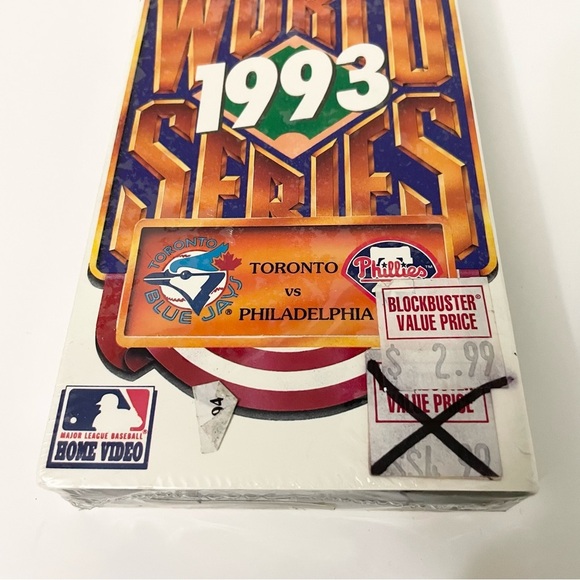 WORLD
1993
SERIES
TORONTO
BLUE JAYS
®
TORONTO
VS
PHILADELPHIA
Phillies
BLOCKBUSTER®
VALUE PRICE
$ 2.99
VALUE PRICE
94
MAJOR LEAGUE BASEBALL®
HOME VIDEO